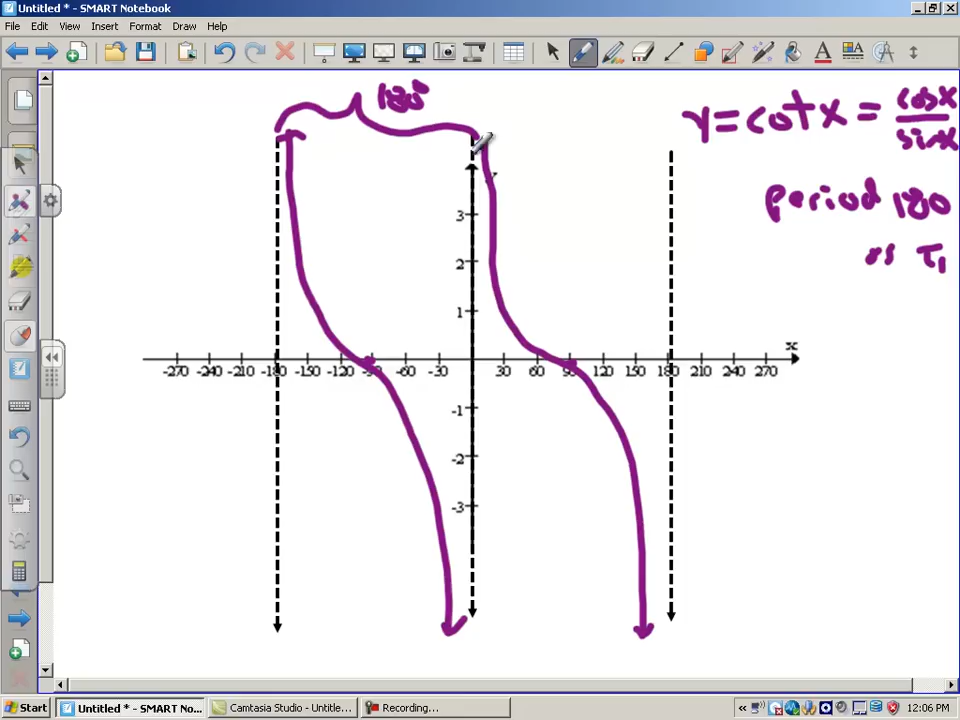 Untitled * - SMART Notebook
File Edit View Insert Format Draw Help
180°
y = cot x = cosx / sinx
period 180
or π
3
2
1
x
-270 -240 -210 -180 -150 -120 -90 -60 -30 30 60 90 120 150 180 210 240 270
-1
-2
-3
Start Untitled * - SMART No... Camtasia Studio - Untitle... Recording... 12:06 PM